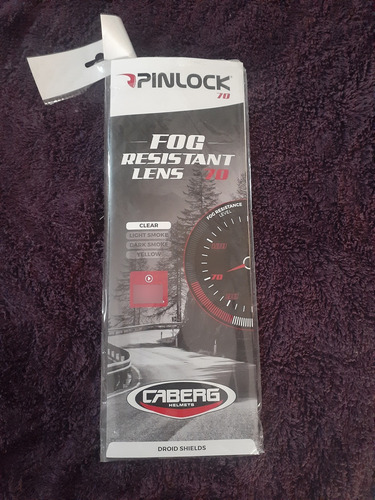 PINLOCK
70
FOG
RESISTANT
LENS 70
CLEAR
LIGHT SMOKE
DARK SMOKE
YELLOW
FOG RESISTANCE
LEVEL
70
CABERG
HELMETS
DROID SHIELDS